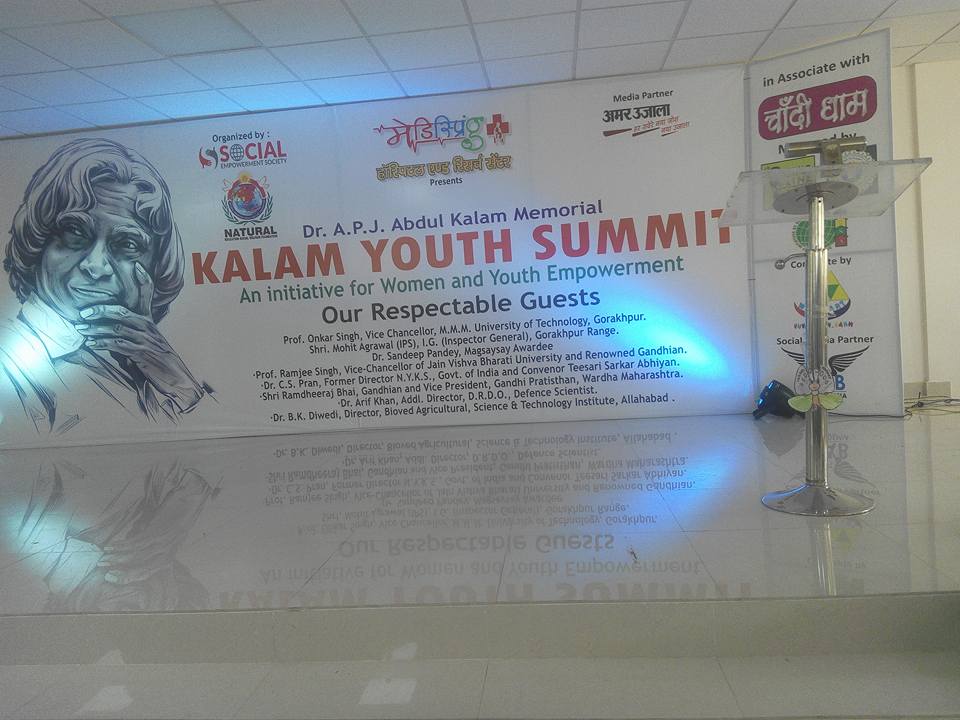 Organized by :
SOCIAL
EMPOWERMENT SOCIETY
NATURAL
मेडिस्प्रिंग
हॉस्पिटल एण्ड रिसर्च सेंटर
Presents
Media Partner
अमर उजाला
Dr. A.P.J. Abdul Kalam Memorial
KALAM YOUTH SUMMIT
An initiative for Women and Youth Empowerment
Our Respectable Guests
Prof. Onkar Singh, Vice Chancellor, M.M.M. University of Technology, Gorakhpur.
Shri. Mohit Agrawal (IPS), I.G. (Inspector General), Gorakhpur Range.
Dr. Sandeep Pandey, Magsaysay Awardee
·Prof. Ramjee Singh, Vice-Chancellor of Jain Vishva Bharati University and Renowned Gandhian.
·Dr. C.S. Pran, Former Director N.Y.K.S., Govt. of India and Convenor Teesari Sarkar Abhiyan.
·Shri Ramdheeraj Bhai, Gandhian and Vice President, Gandhi Pratisthan, Wardha Maharashtra.
·Dr. Arif Khan, Addl. Director, D.R.D.O., Defence Scientist.
·Dr. B.K. Diwedi, Director, Bioved Agricultural, Science & Technology Institute, Allahabad .
in Associate with
चाँदी धाम
by
by
Social Partner